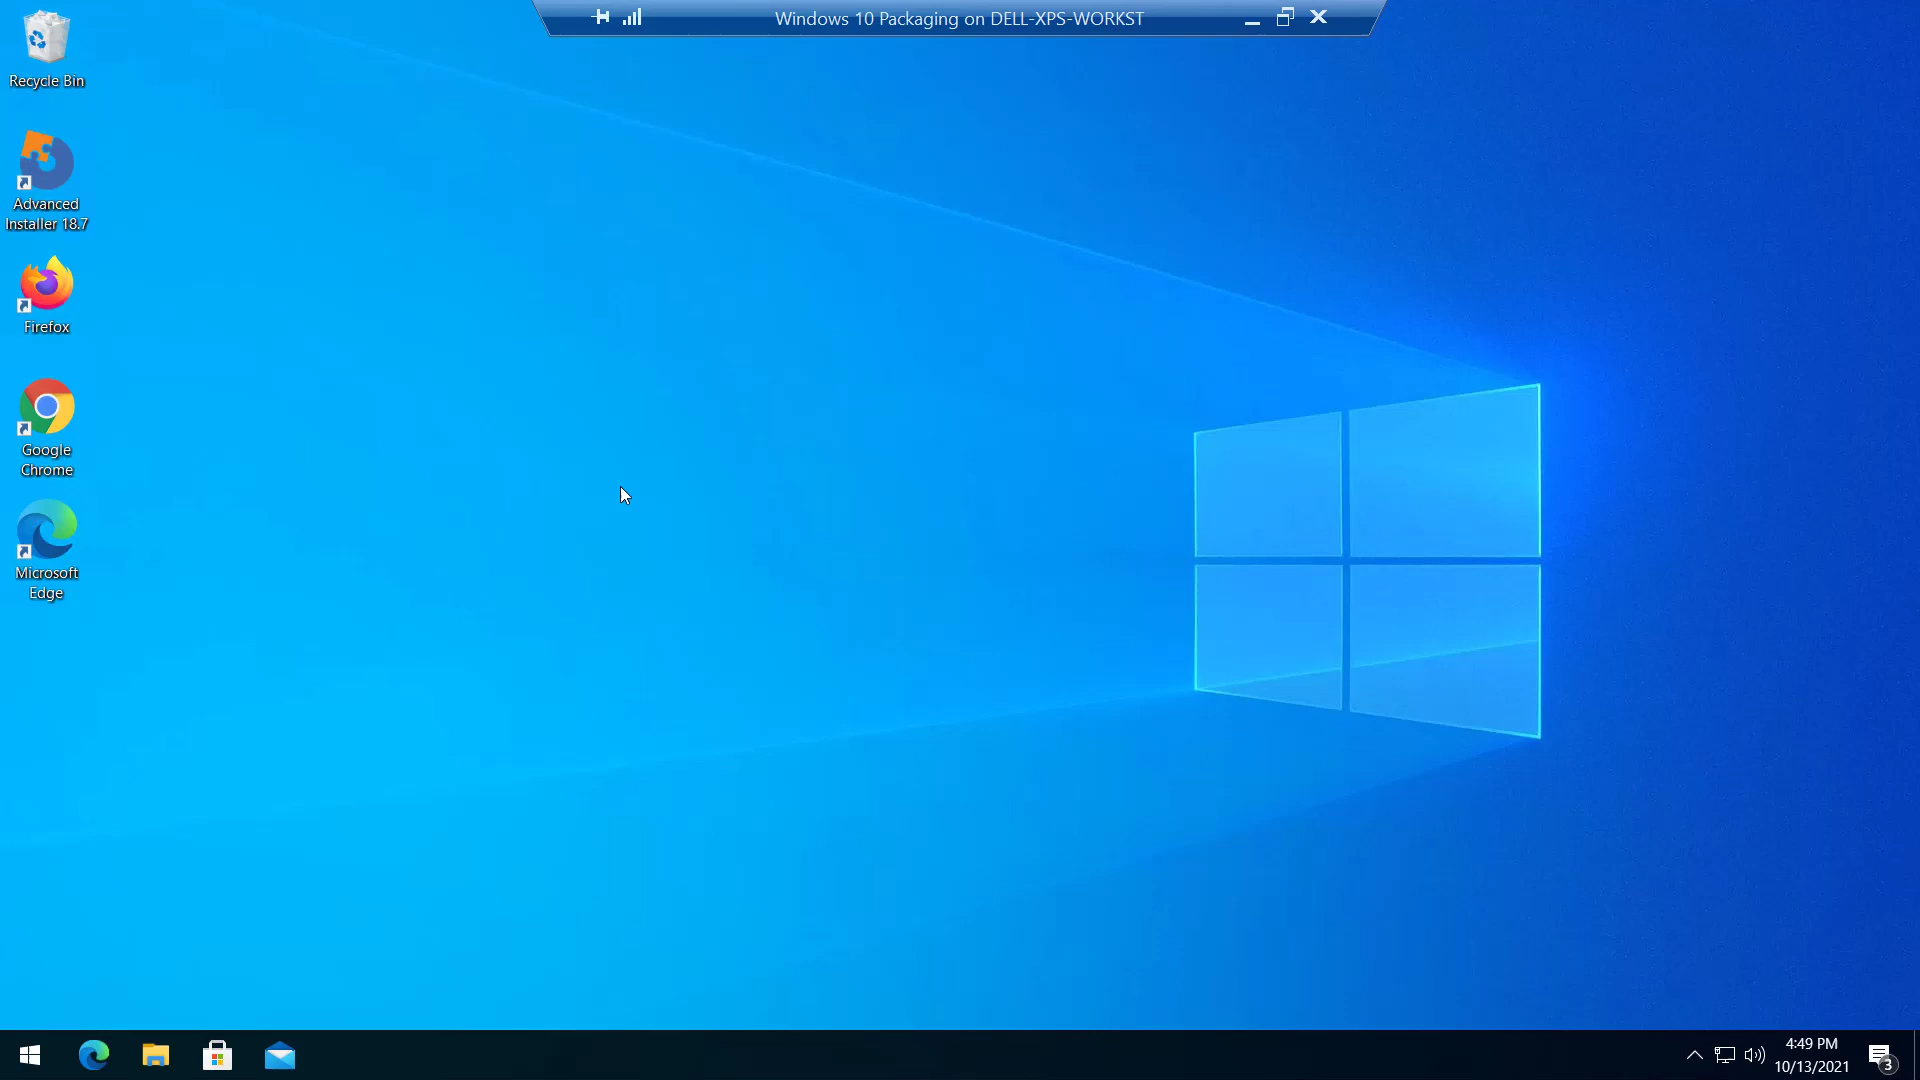 Windows 10 Packaging on DELL-XPS-WORKST
Recycle Bin
Advanced
Installer 18.7
Firefox
Google
Chrome
Microsoft
Edge
4:49 PM
10/13/2021
3